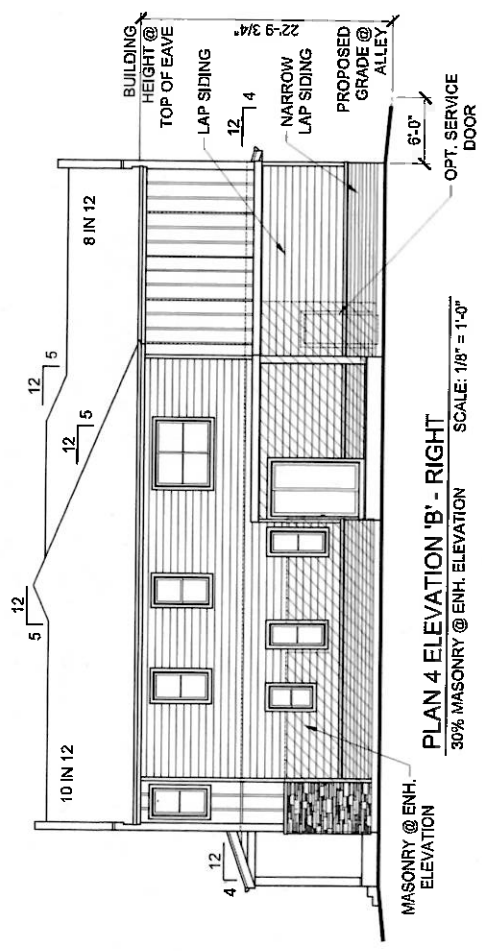 10 IN 12
12
5
12
5
12
5
8 IN 12
BUILDING
HEIGHT @
TOP OF EAVE
22'-9 3/4"
LAP SIDING
12
4
NARROW
LAP SIDING
PROPOSED
GRADE @
ALLEY
6'-0"
OPT. SERVICE
DOOR
12
4
MASONRY @ ENH.
ELEVATION
PLAN 4 ELEVATION 'B' - RIGHT
30% MASONRY @ ENH. ELEVATION SCALE: 1/8" = 1'-0"